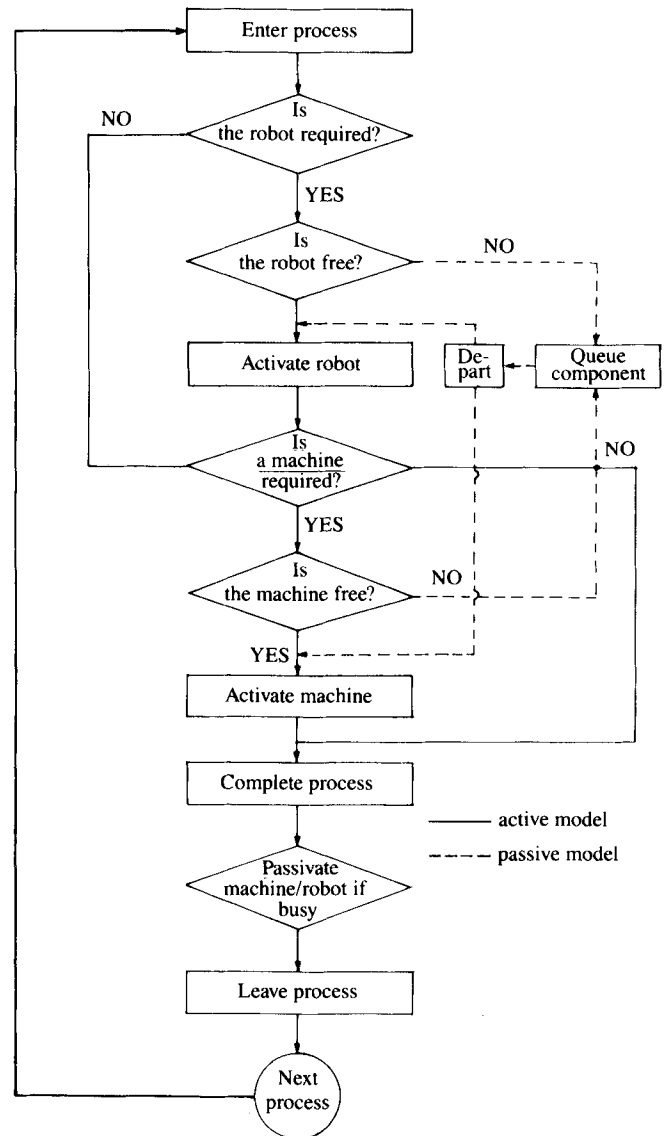 Enter process
Is
the robot required?
NO
YES
Is
the robot free?
NO
Activate robot
De-
part
Queue
component
Is
a machine
required?
NO
YES
Is
the machine free?
NO
YES
Activate machine
Complete process
active model
passive model
Passivate
machine/robot if
busy
Leave process
Next
process